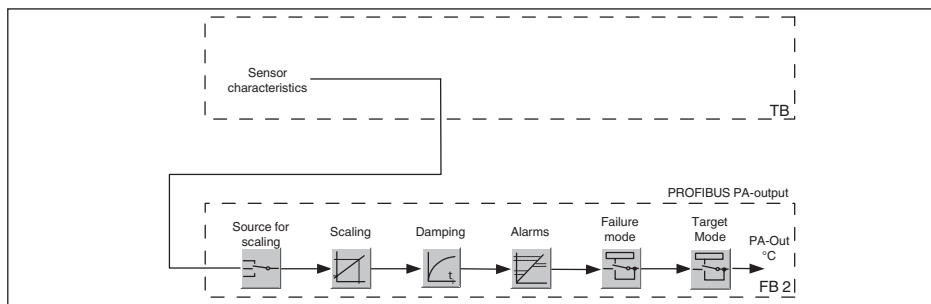 Sensor
characteristics
TB
PROFIBUS PA-output
Source for
scaling
Scaling
Damping
Alarms
Failure
mode
Target
Mode
PA-Out
°C
t
FB 2